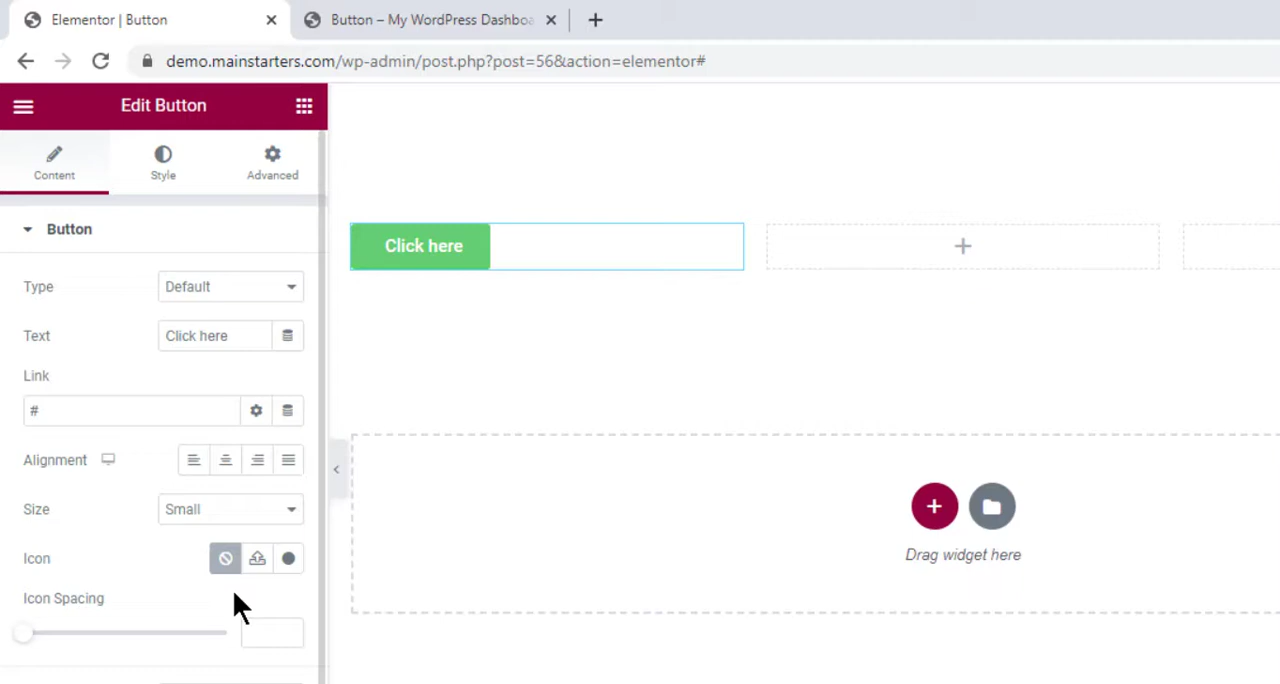 Elementor | Button
Button – My WordPress Dashboa
demo.mainstarters.com/wp-admin/post.php?post=56&action=elementor#
Edit Button
Content
Style
Advanced
Button
Type
Default
Text
Click here
Link
#
Alignment
Size
Small
Icon
Icon Spacing
Click here
Drag widget here